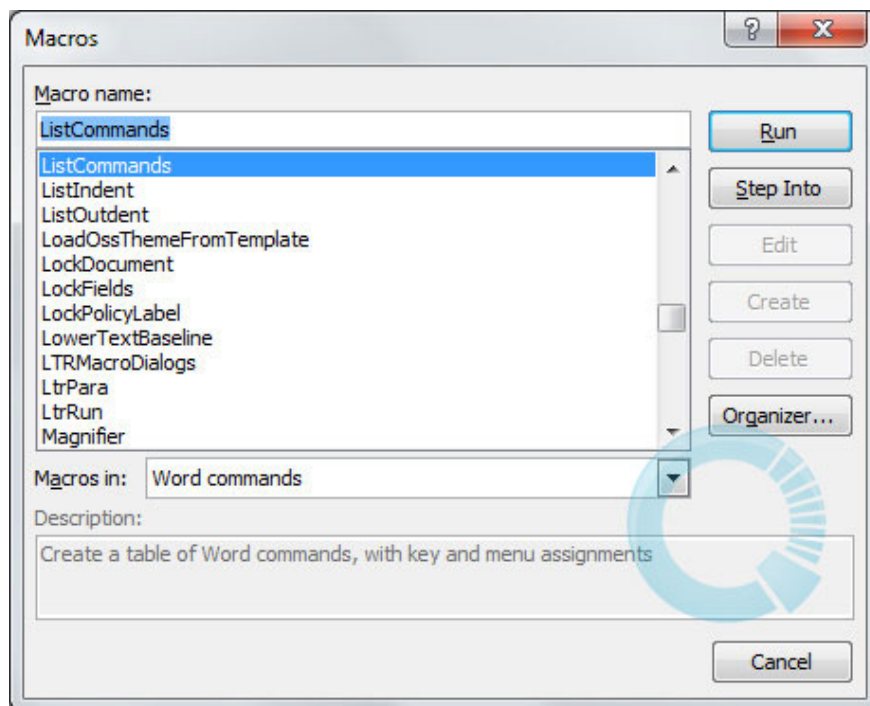 Macros
Macro name:
ListCommands
ListCommands
ListIndent
ListOutdent
LoadOssThemeFromTemplate
LockDocument
LockFields
LockPolicyLabel
LowerTextBaseline
LTRMacroDialogs
LtrPara
LtrRun
Magnifier
Run
Step Into
Edit
Create
Delete
Organizer...
Macros in: Word commands
Description:
Create a table of Word commands, with key and menu assignments
Cancel